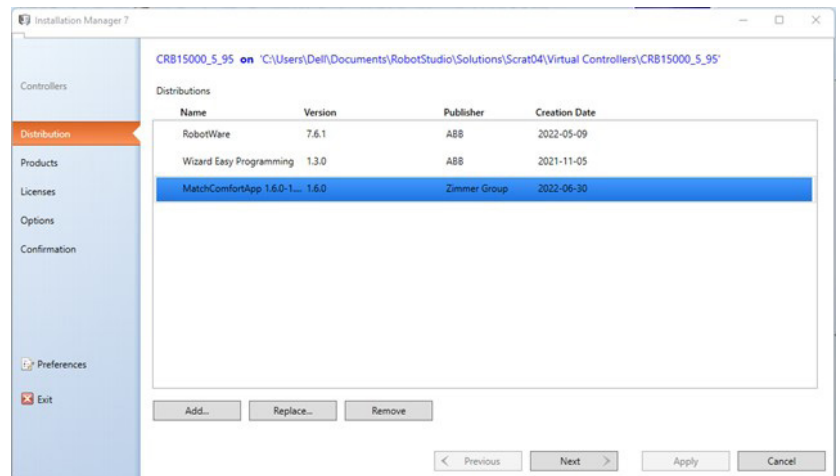 Installation Manager 7
CRB15000_5_95 on 'C:\Users\Dell\Documents\RobotStudio\Solutions\Scrat04\Virtual Controllers\CRB15000_5_95'
Controllers
Distribution
Products
Licenses
Options
Confirmation
Preferences
Exit
Distributions
Name Version Publisher Creation Date
RobotWare 7.6.1 ABB 2022-05-09
Wizard Easy Programming 1.3.0 ABB 2021-11-05
MatchComfortApp 1.6.0-1.... 1.6.0 Zimmer Group 2022-06-30
Add... Replace... Remove
< Previous Next > Apply Cancel